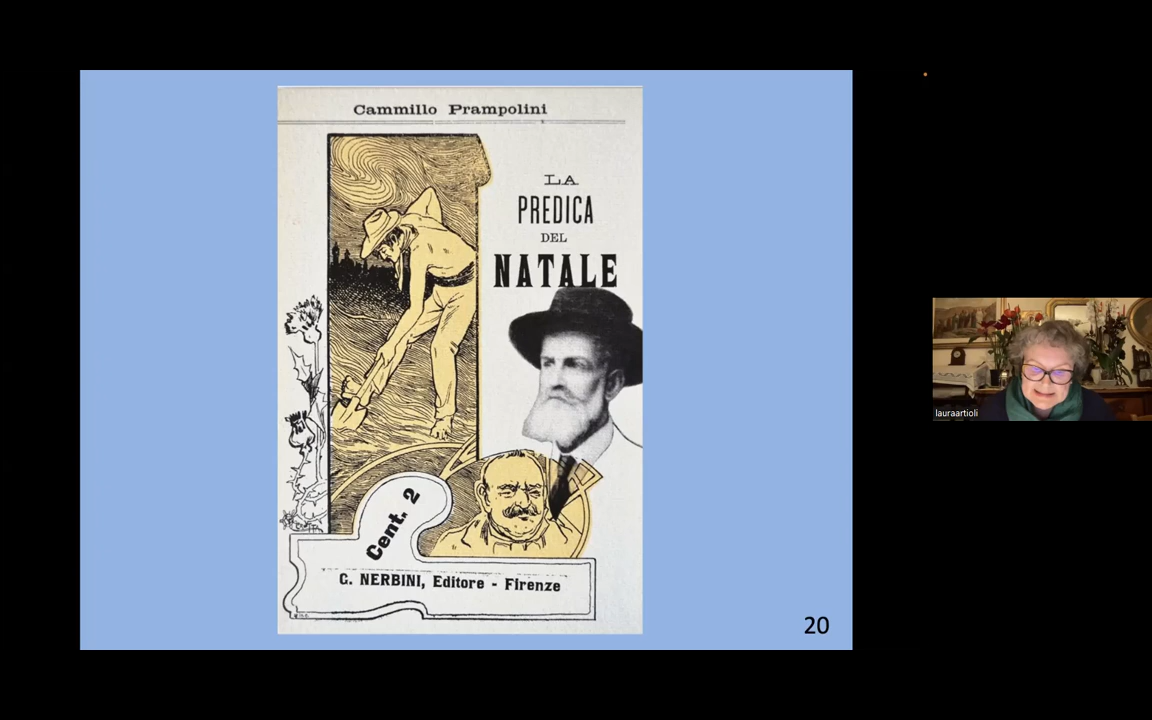 Cammillo Prampolini
LA
PREDICA
DEL
NATALE
Cent. 2
G. NERBINI, Editore - Firenze
20
lauraartioli